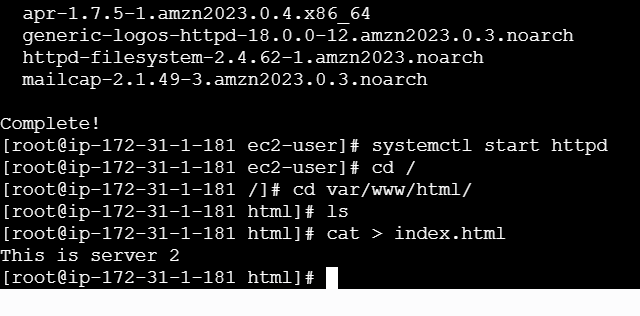 apr-1.7.5-1.amzn2023.0.4.x86_64
generic-logos-httpd-18.0.0-12.amzn2023.0.3.noarch
httpd-filesystem-2.4.62-1.amzn2023.noarch
mailcap-2.1.49-3.amzn2023.0.3.noarch
Complete!
[root@ip-172-31-1-181 ec2-user]# systemctl start httpd
[root@ip-172-31-1-181 ec2-user]# cd /
[root@ip-172-31-1-181 /]# cd var/www/html/
[root@ip-172-31-1-181 html]# ls
[root@ip-172-31-1-181 html]# cat > index.html
This is server 2
[root@ip-172-31-1-181 html]#